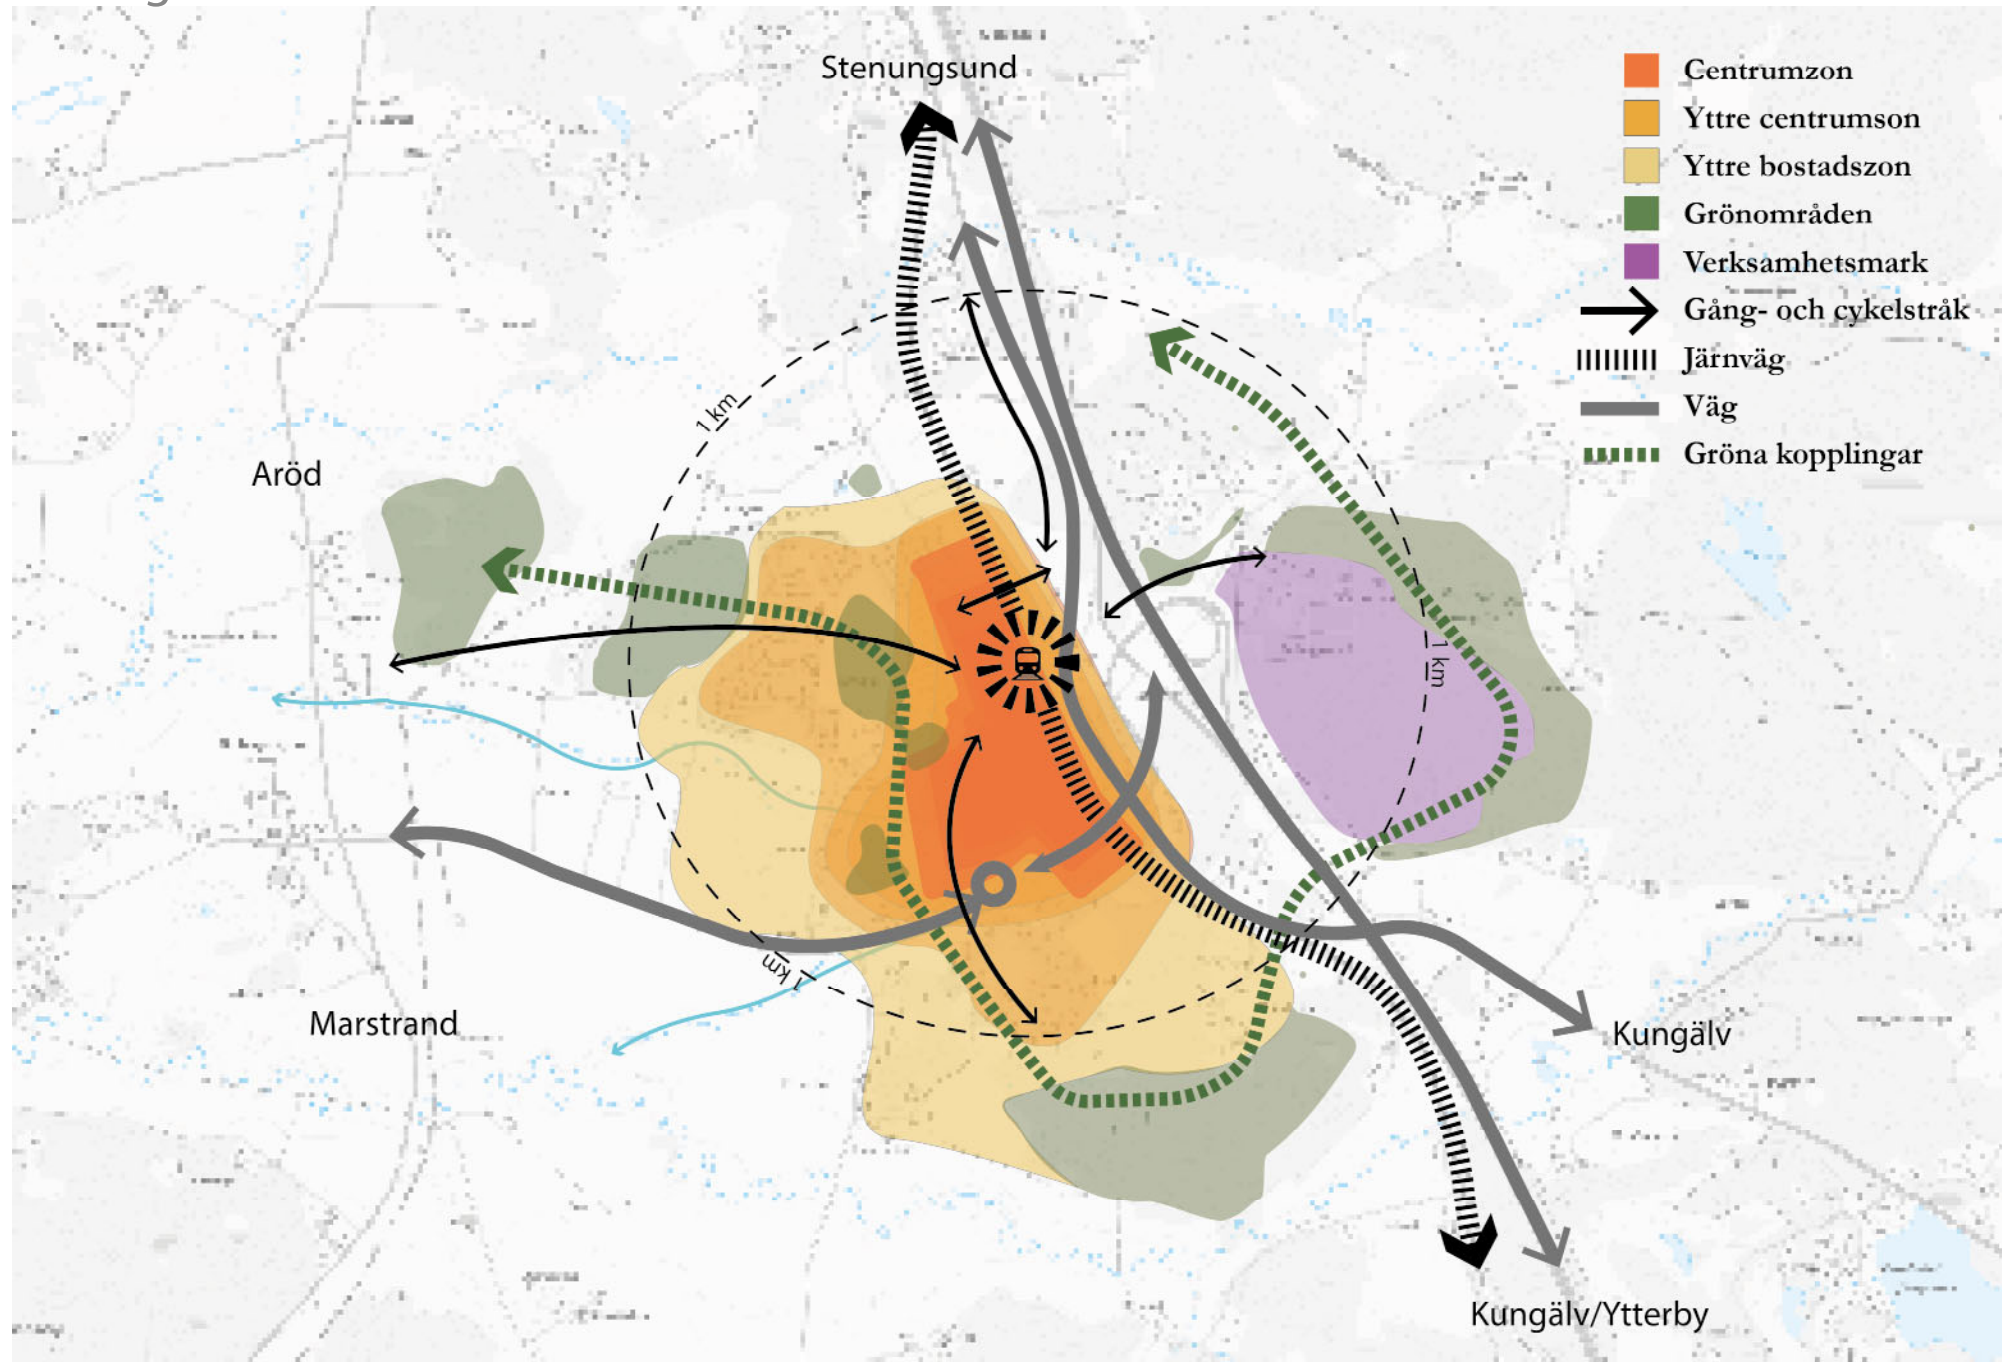 Stenungsund
Centrumzon
Yttre centrumson
Yttre bostadszon
Grönområden
Verksamhetsmark
Gång- och cykelstråk
Järnväg
Väg
Gröna kopplingar
1 km
Aröd
1 km
1 km
Marstrand
Kungälv
Kungälv/Ytterby